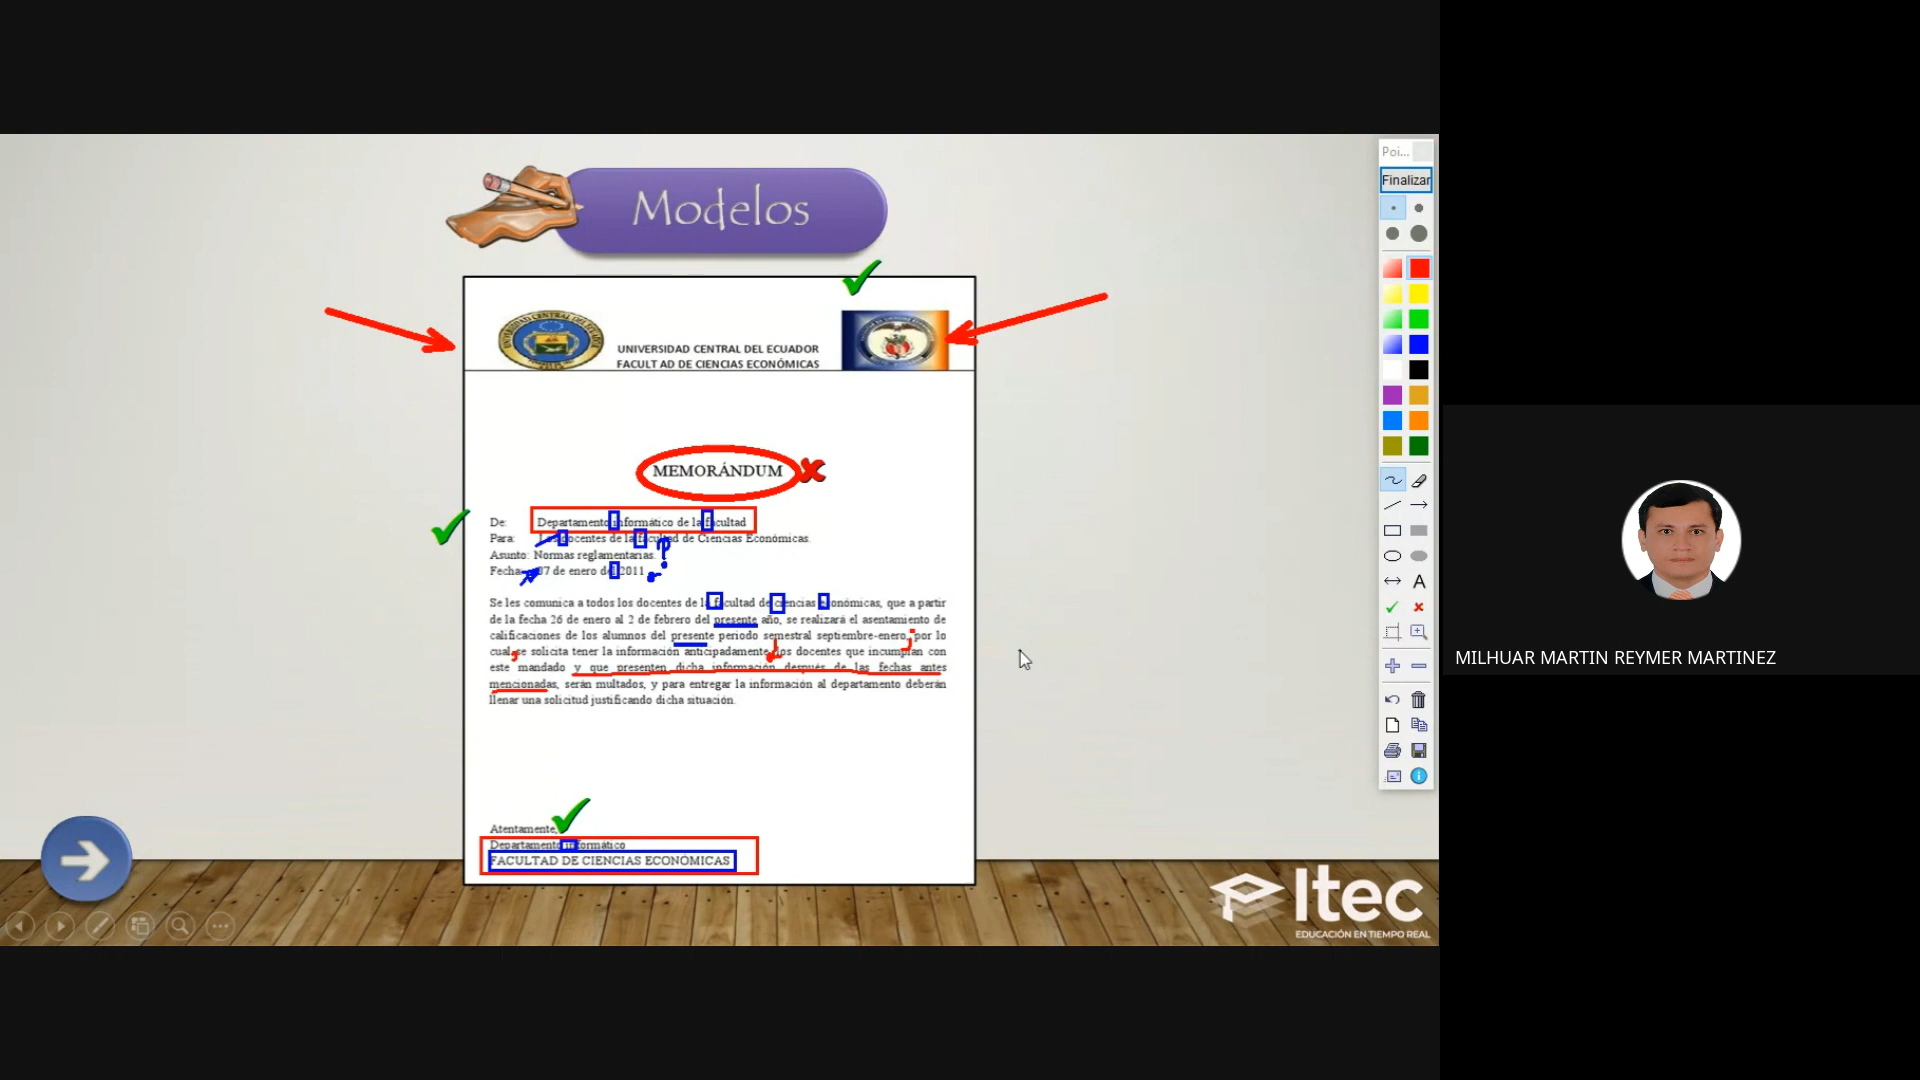 Poi...
Finalizar
Modelos
UNIVERSIDAD CENTRAL DEL ECUADOR
FACULT AD DE CIENCIAS ECONÓMICAS
MEMORÁNDUM
De: Departamento informático de la facultad
Para: Los docentes de la facultad de Ciencias Económicas.
Asunto: Normas reglamentarias.
Fecha: 07 de enero del 2011
Se les comunica a todos los docentes de la facultad de ciencias económicas, que a partir
de la fecha 26 de enero al 2 de febrero del presente año, se realizará el asentamiento de
calificaciones de los alumnos del presente periodo semestral septiembre-enero, por lo
cual se solicita tener la información anticipadamente, los docentes que incumplan con
este mandado y que presenten dicha información después de las fechas antes
mencionadas, serán multados, y para entregar la información al departamento deberán
llenar una solicitud justificando dicha situación.
Atentamente,
Departamento informático
FACULTAD DE CIENCIAS ECONÓMICAS
Itec
EDUCACIÓN EN TIEMPO REAL
A
MILHUAR MARTIN REYMER MARTINEZ